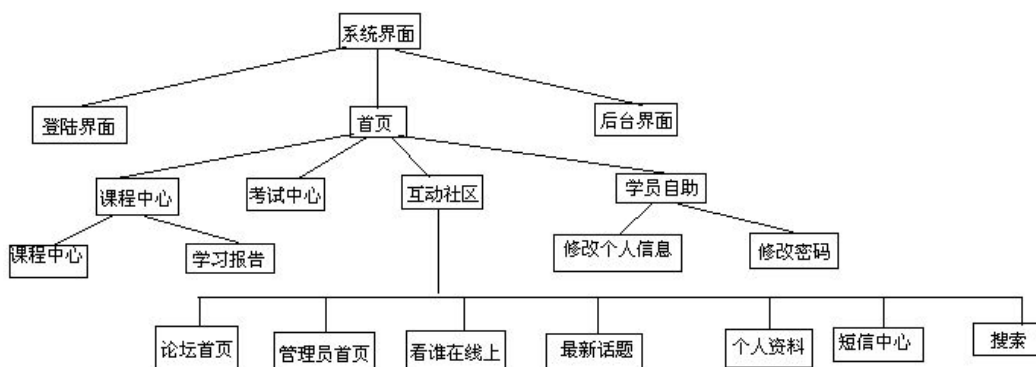 系统界面
登陆界面
首页
后台界面
课程中心
考试中心
互动社区
学员自助
课程中心
学习报告
修改个人信息
修改密码
论坛首页
管理员首页
看谁在线上
最新话题
个人资料
短信中心
搜索